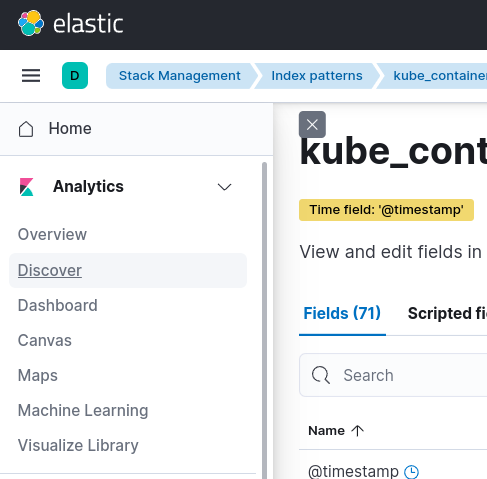 elastic
D
Stack Management
Index patterns
kube_containe
Home
kube_cont
Analytics
Time field: '@timestamp'
Overview
View and edit fields in
Discover
Dashboard
Fields (71)
Scripted fi
Canvas
Maps
Search
Machine Learning
Name
Visualize Library
@timestamp